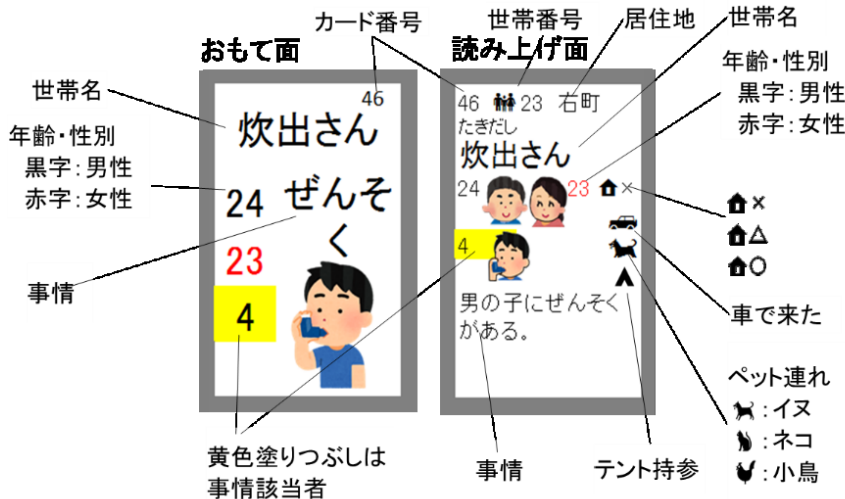 カード番号
世帯番号
居住地
世帯名
おもて面
読み上げ面
年齢・性別
黒字：男性
赤字：女性
世帯名
年齢・性別
黒字：男性
赤字：女性
事情
46
炊出さん
24
ぜんそ
く
23
4
46
23
右町
たきだし
炊出さん
24
23
×
4
男の子にぜんそく
がある。
×
△
○
車で来た
ペット連れ
：イヌ
：ネコ
：小鳥
黄色塗りつぶしは
事情該当者
事情
テント持参